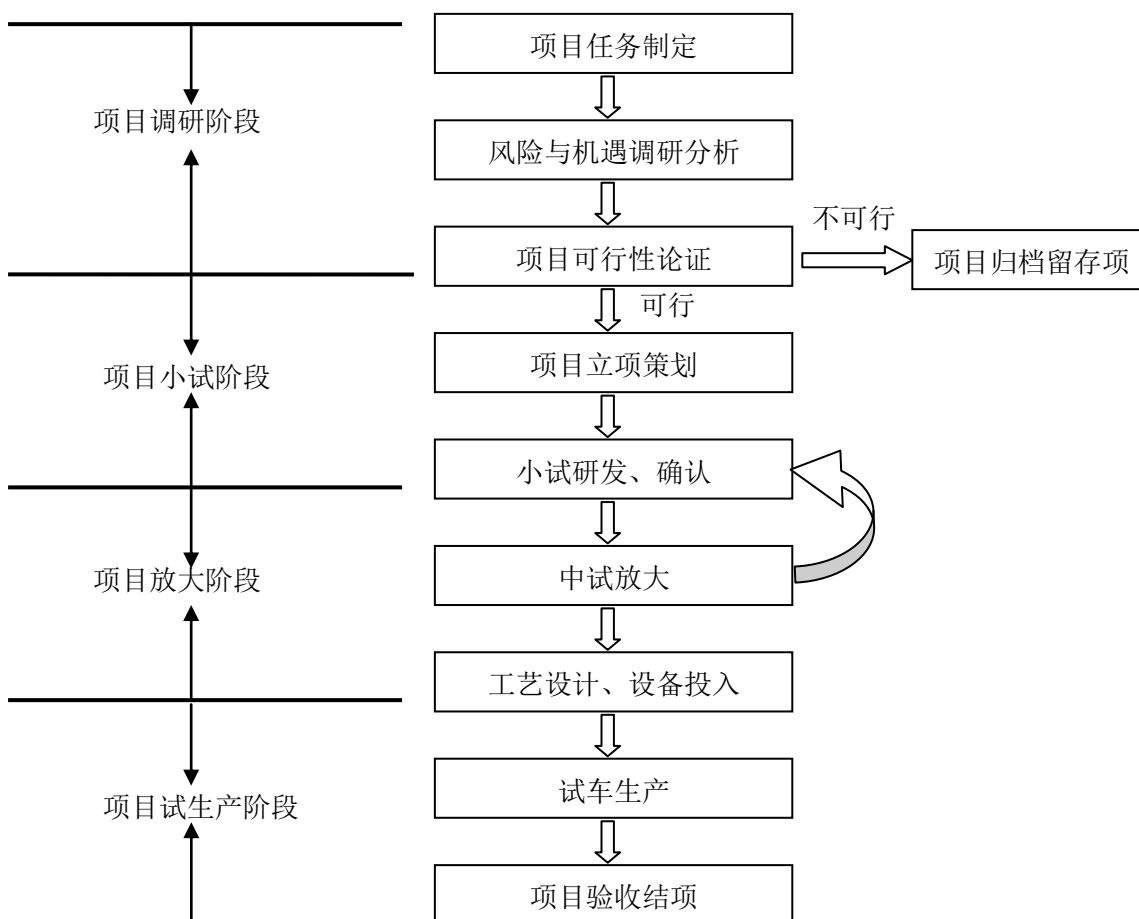 项目任务制定
项目调研阶段
风险与机遇调研分析
不可行
项目可行性论证
项目归档留存项
可行
项目立项策划
项目小试阶段
小试研发、确认
项目放大阶段
中试放大
工艺设计、设备投入
试车生产
项目试生产阶段
项目验收结项